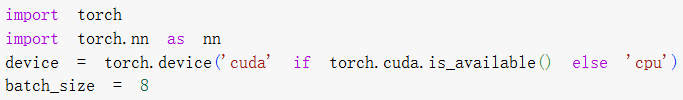 import torch
import torch.nn as nn
device = torch.device('cuda' if torch.cuda.is_available() else 'cpu')
batch_size = 8